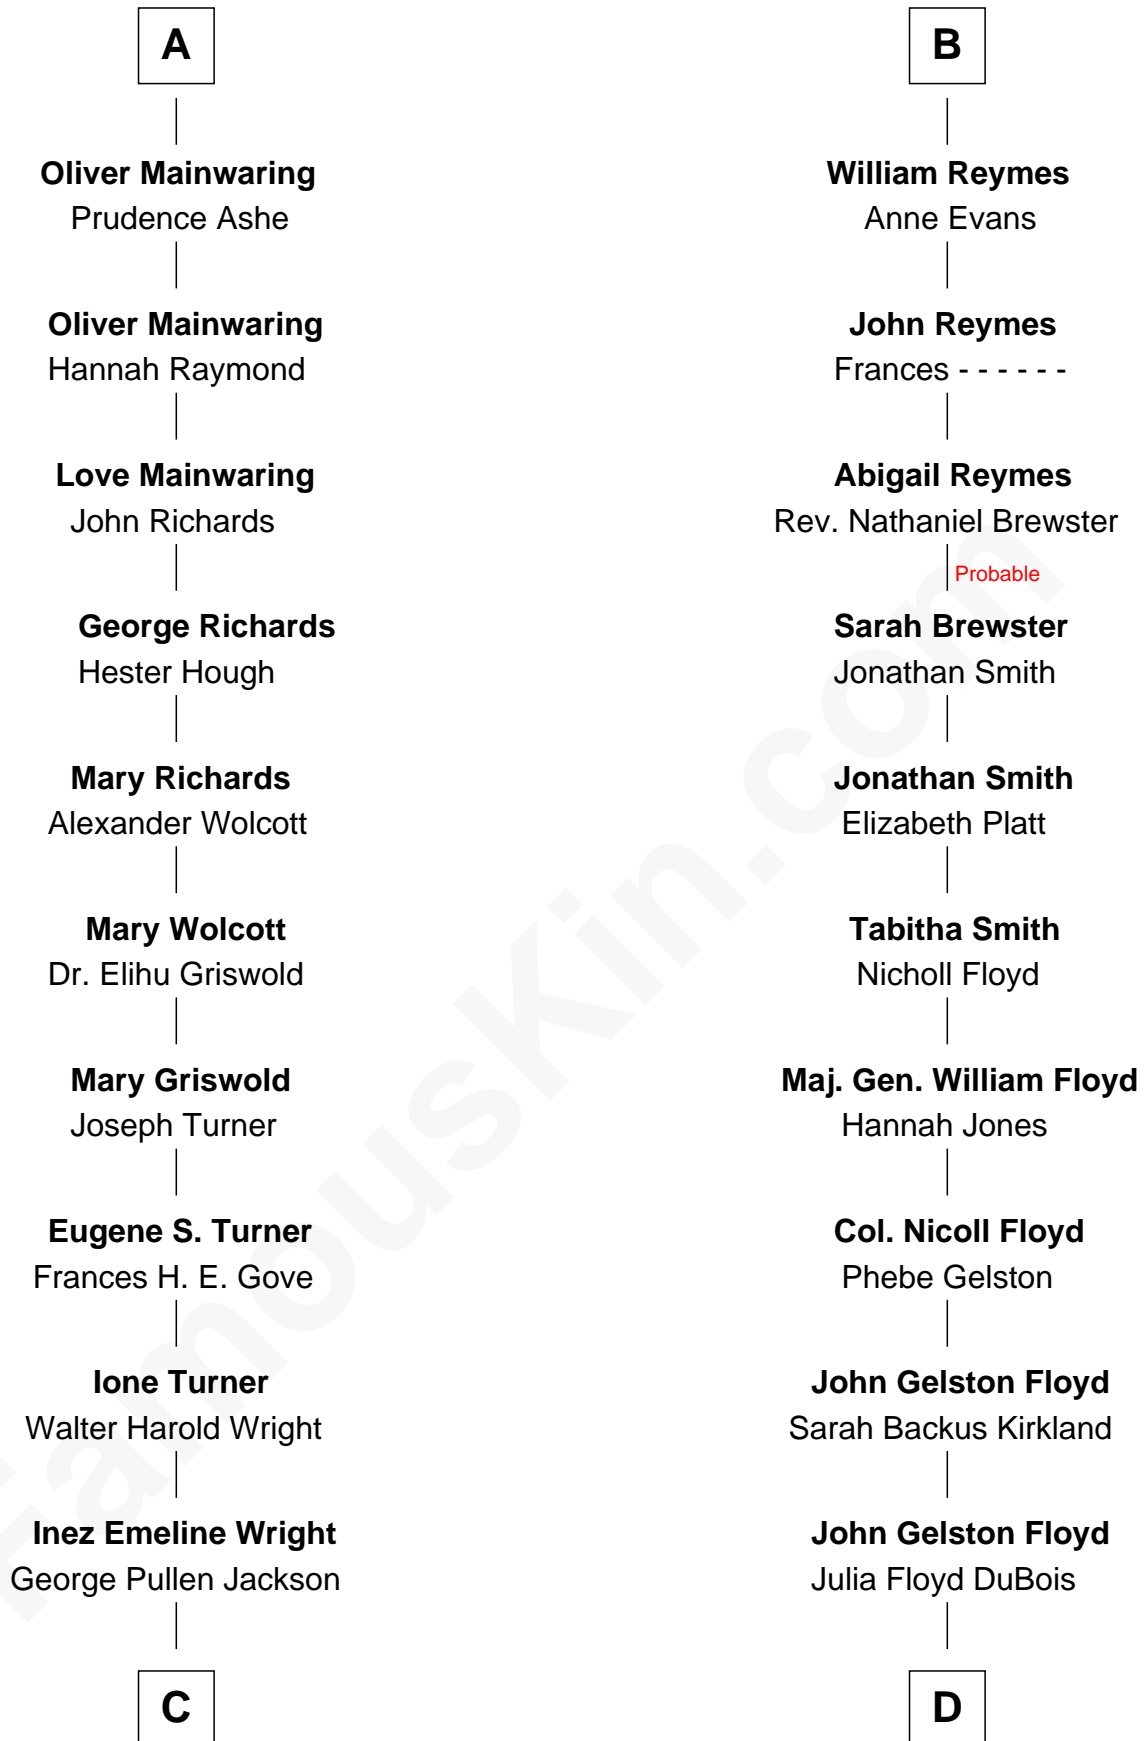 A
Oliver Mainwaring
Prudence Ashe
Oliver Mainwaring
Hannah Raymond
Love Mainwaring
John Richards
George Richards
Hester Hough
Mary Richards
Alexander Wolcott
Mary Wolcott
Dr. Elihu Griswold
Mary Griswold
Joseph Turner
Eugene S. Turner
Frances H. E. Gove
Ione Turner
Walter Harold Wright
Inez Emeline Wright
George Pullen Jackson
C
B
William Reymes
Anne Evans
John Reymes
Frances - - - - - -
Abigail Reymes
Rev. Nathaniel Brewster
Probable
Sarah Brewster
Jonathan Smith
Jonathan Smith
Elizabeth Platt
Tabitha Smith
Nicholl Floyd
Maj. Gen. William Floyd
Hannah Jones
Col. Nicoll Floyd
Phebe Gelston
John Gelston Floyd
Sarah Backus Kirkland
John Gelston Floyd
Julia Floyd DuBois
D
FamousKin.com